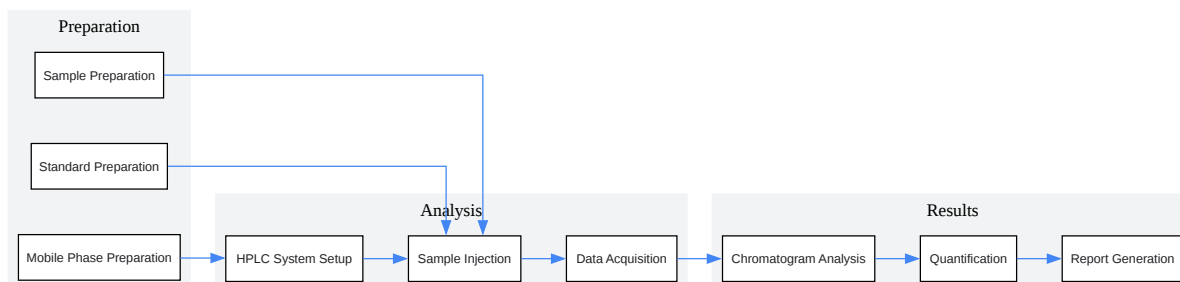 Preparation
Sample Preparation
Standard Preparation
Mobile Phase Preparation
Analysis
HPLC System Setup
Sample Injection
Data Acquisition
Results
Chromatogram Analysis
Quantification
Report Generation